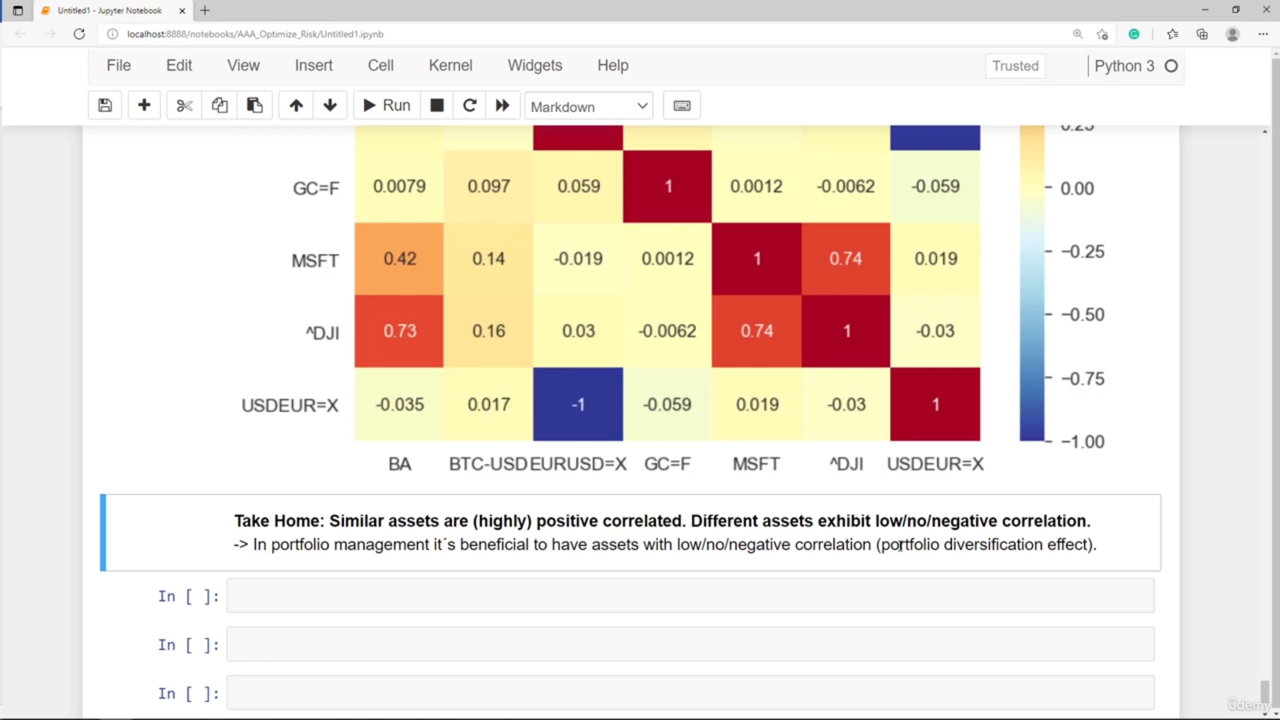 Untitled1 - Jupyter Notebook
localhost:8888/notebooks/AAA_Optimize_Risk/Untitled1.ipynb
File Edit View Insert Cell Kernel Widgets Help Trusted Python 3
Run Markdown
0.25
GC=F 0.0079 0.097 0.059 1 0.0012 -0.0062 -0.059 0.00
−0.25
MSFT 0.42 0.14 -0.019 0.0012 1 0.74 0.019
−0.50
^DJI 0.73 0.16 0.03 -0.0062 0.74 1 -0.03
−0.75
USDEUR=X -0.035 0.017 -1 -0.059 0.019 -0.03 1
−1.00
BA BTC-USD EURUSD=X GC=F MSFT ^DJI USDEUR=X
Take Home: Similar assets are (highly) positive correlated. Different assets exhibit low/no/negative correlation.
-> In portfolio management it´s beneficial to have assets with low/no/negative correlation (portfolio diversification effect).
In [ ]:
In [ ]:
In [ ]:
ûdemy